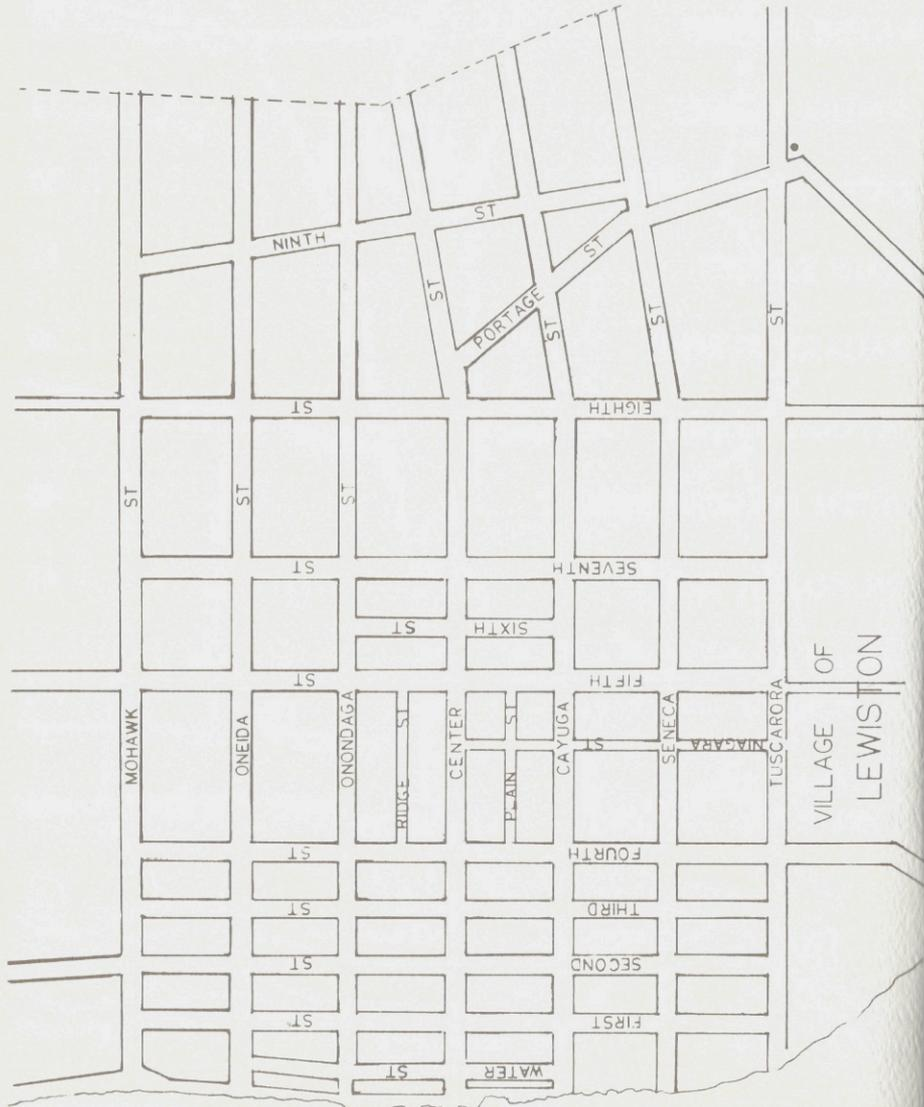 NINTH ST
PORTAGE ST
ST
ST
ST
ST
EIGHTH ST
ST
ST
ST
SEVENTH ST
SIXTH ST
FIFTH ST
MOHAWK
ONEIDA
ONONDAGA
RIDGE ST
CENTER
PLAIN ST
CAYUGA
SENECA
NIAGARA ST
TUSCARORA
VILLAGE OF
LEWISTON
FOURTH ST
THIRD ST
SECOND ST
FIRST ST
WATER ST